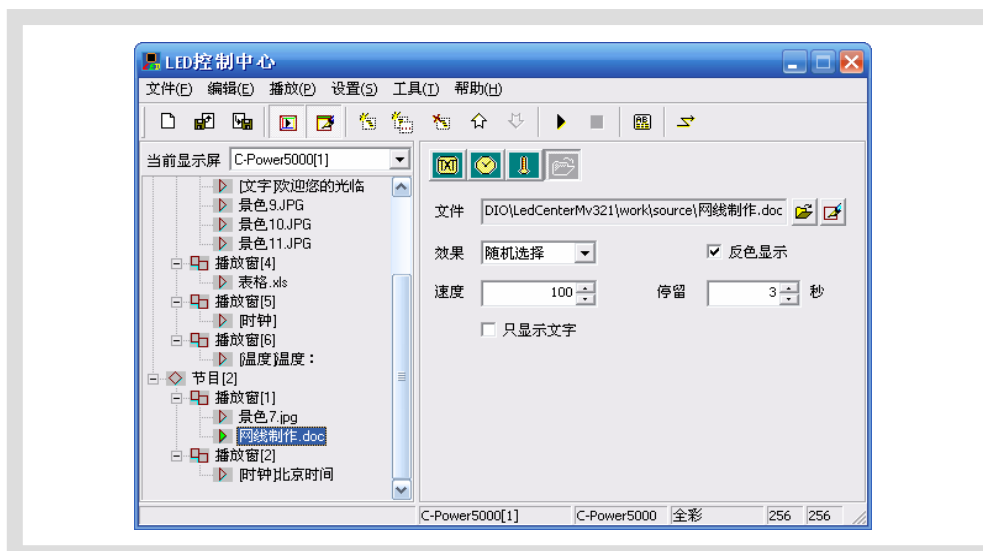 LED控制中心
文件(F) 编辑(E) 播放(P) 设置(S) 工具(T) 帮助(H)
当前显示屏 C-Power5000[1]
TXT
[文字]欢迎您的光临
景色9.JPG
景色10.JPG
景色11.JPG
播放窗[4]
表格.xls
播放窗[5]
[时钟]
播放窗[6]
[温度]温度：
节目[2]
播放窗[1]
景色7.jpg
网线制作.doc
播放窗[2]
[时钟]北京时间
文件 DIO\LedCenterMv321\work\source\网线制作.doc
效果 随机选择 反色显示
速度 100 停留 3 秒
只显示文字
C-Power5000[1] C-Power5000 全彩 256 256